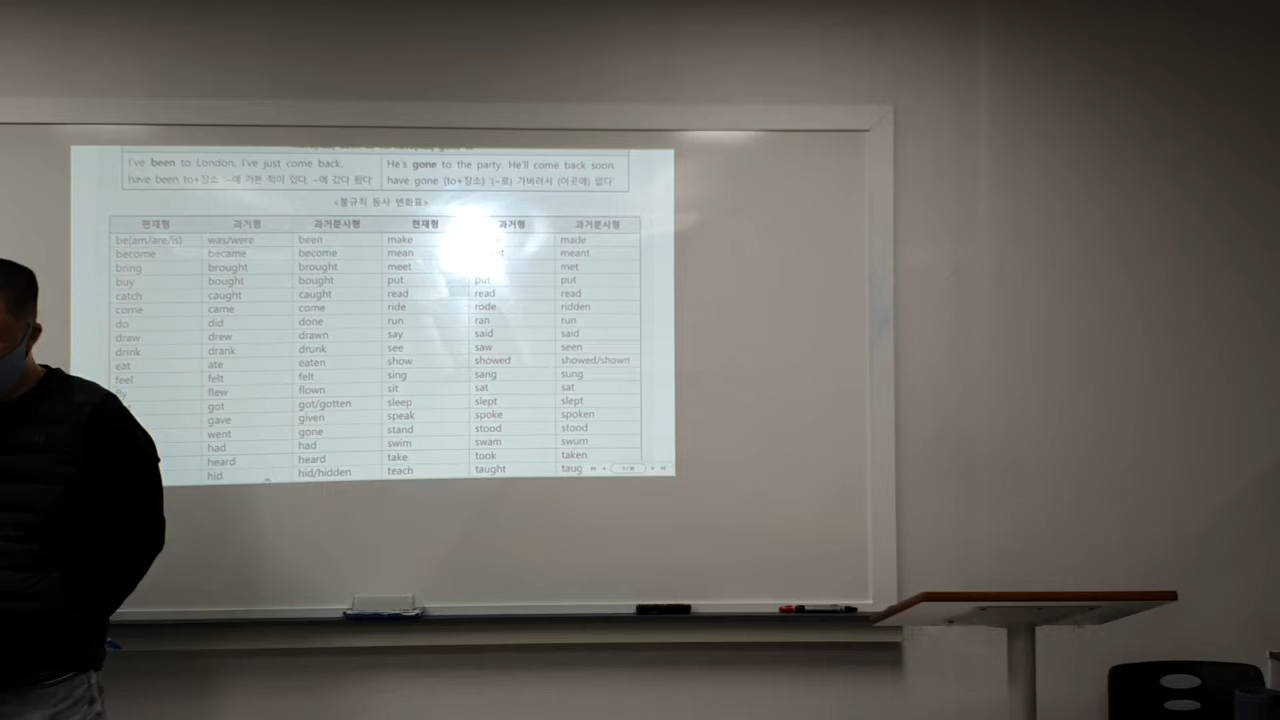 I've been to London. I've just come back. He's gone to the party. He'll come back soon.
have been to+장소 '~에 가본 적이 있다, ~에 갔다 왔다' have gone (to+장소) '(~로) 가버려서 (이곳에) 없다'
<불규칙 동사 변화표>
현재형 과거형 과거분사형 현재형 과거형 과거분사형
be(am/are/is) was/were been make made
become became become mean meant
bring brought brought meet met
buy bought bought put put put
catch caught caught read read read
come came come ride rode ridden
do did done run ran run
draw drew drawn say said said
drink drank drunk see saw seen
eat ate eaten show showed showed/shown
feel felt felt sing sang sung
flew flown sit sat sat
got got/gotten sleep slept slept
gave given speak spoke spoken
went gone stand stood stood
had had swim swam swum
heard heard take took taken
hid hid/hidden teach taught taug